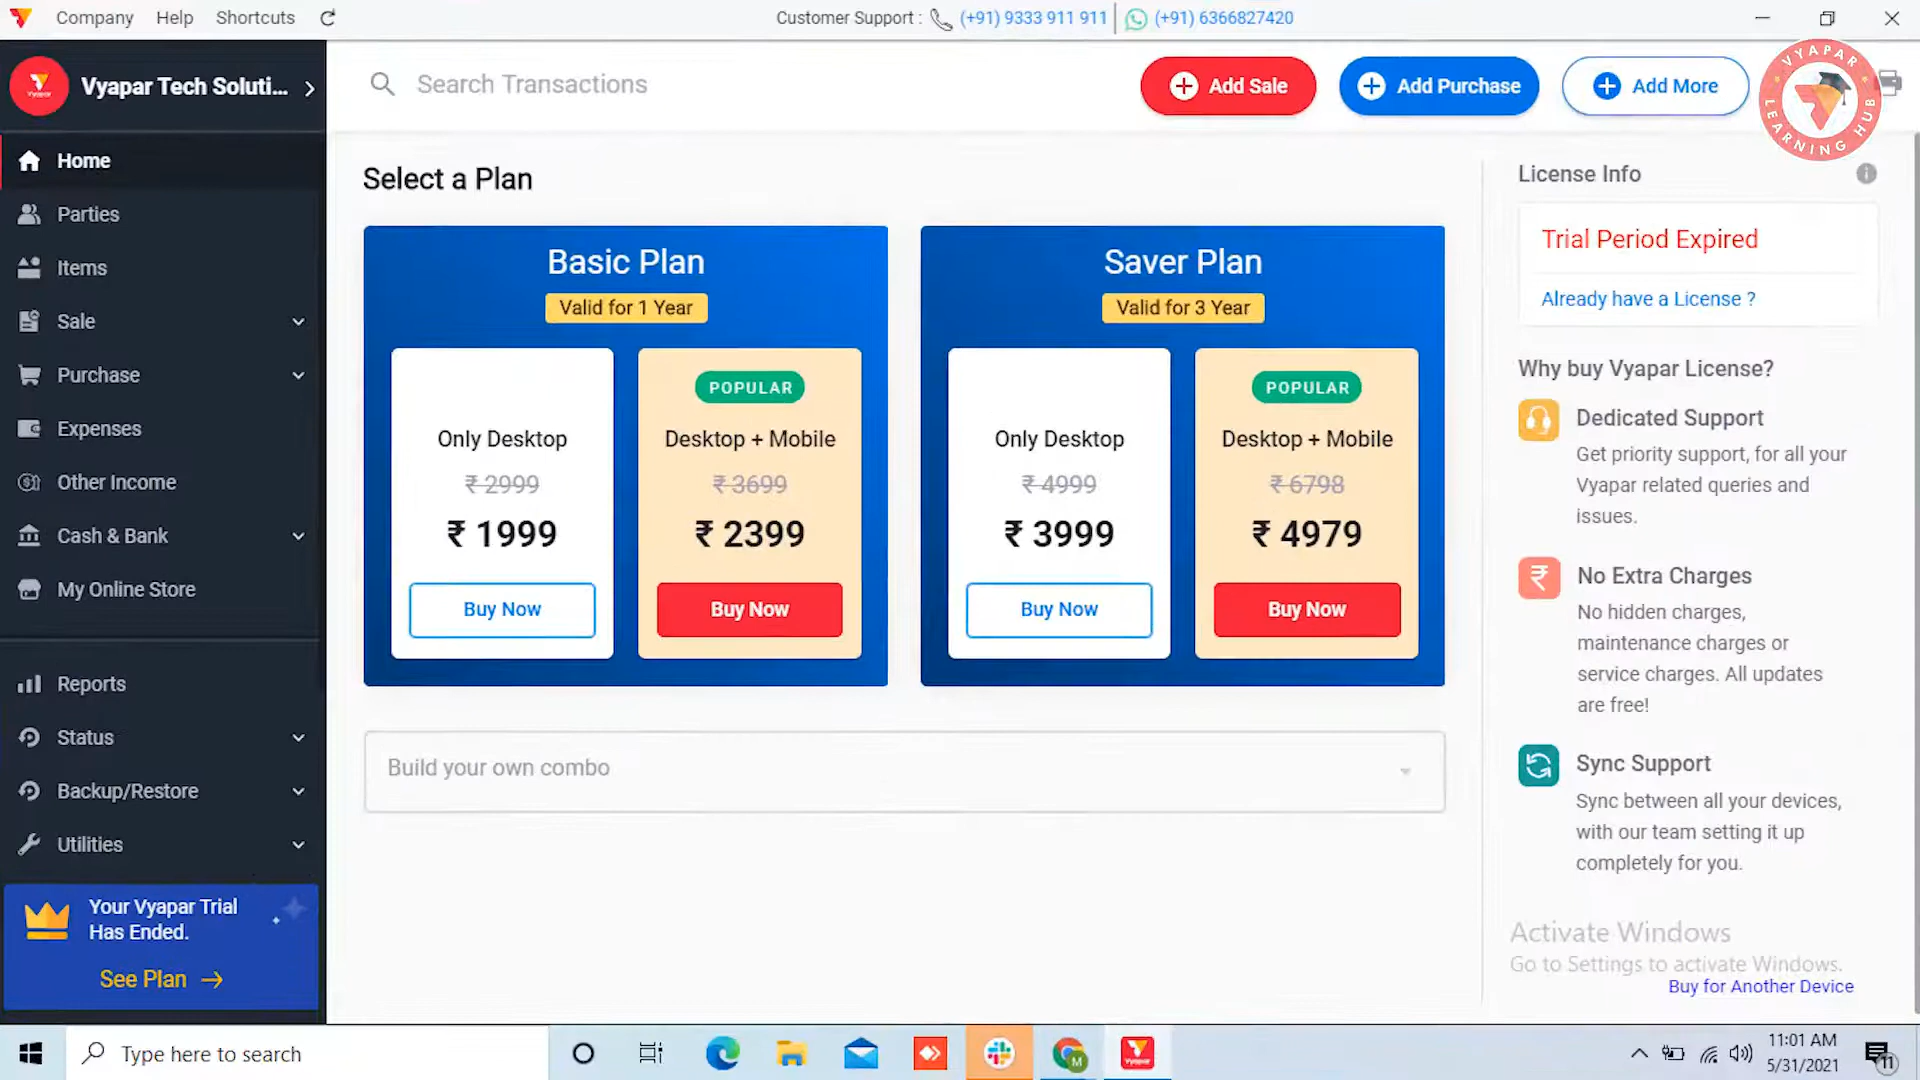 Company Help Shortcuts
Customer Support : (+91) 9333 911 911 (+91) 6366827420
Vyapar Tech Soluti...
Search Transactions
Add Sale
Add Purchase
Add More
VYAPAR LEARNING HUB
Home
Parties
Items
Sale
Purchase
Expenses
Other Income
Cash & Bank
My Online Store
Reports
Status
Backup/Restore
Utilities
Your Vyapar Trial
Has Ended.
See Plan
Select a Plan
Basic Plan
Valid for 1 Year
Only Desktop
₹ 2999
₹ 1999
Buy Now
POPULAR
Desktop + Mobile
₹ 3699
₹ 2399
Buy Now
Saver Plan
Valid for 3 Year
Only Desktop
₹ 4999
₹ 3999
Buy Now
POPULAR
Desktop + Mobile
₹ 6798
₹ 4979
Buy Now
Build your own combo
License Info
Trial Period Expired
Already have a License ?
Why buy Vyapar License?
Dedicated Support
Get priority support, for all your
Vyapar related queries and
issues.
No Extra Charges
No hidden charges,
maintenance charges or
service charges. All updates
are free!
Sync Support
Sync between all your devices,
with our team setting it up
completely for you.
Activate Windows
Go to Settings to activate Windows.
Buy for Another Device
Type here to search
M
Vyapar
11:01 AM
5/31/2021
11